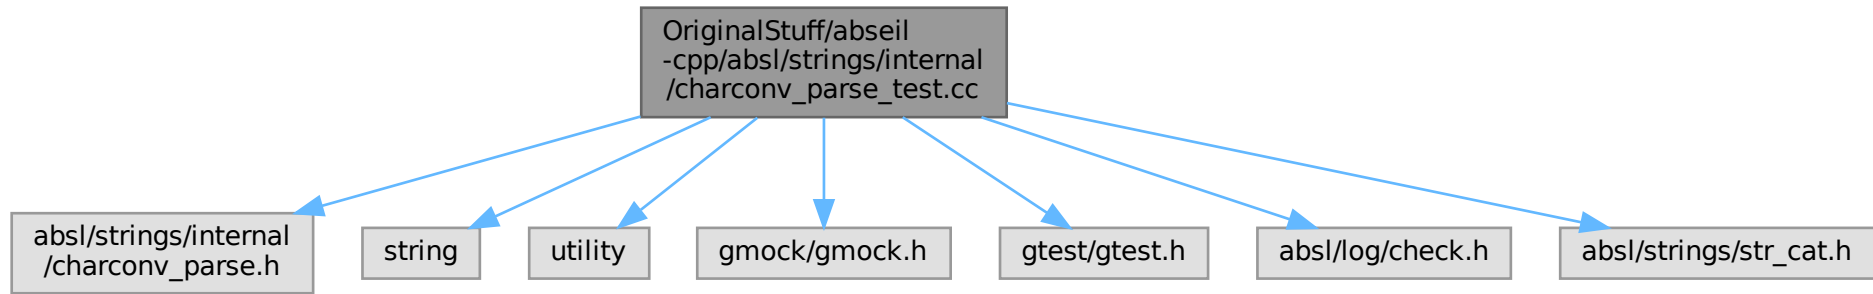 OriginalStuff/abseil
-cpp/absl/strings/internal
/charconv_parse_test.cc
absl/strings/internal
/charconv_parse.h
string
utility
gmock/gmock.h
gtest/gtest.h
absl/log/check.h
absl/strings/str_cat.h